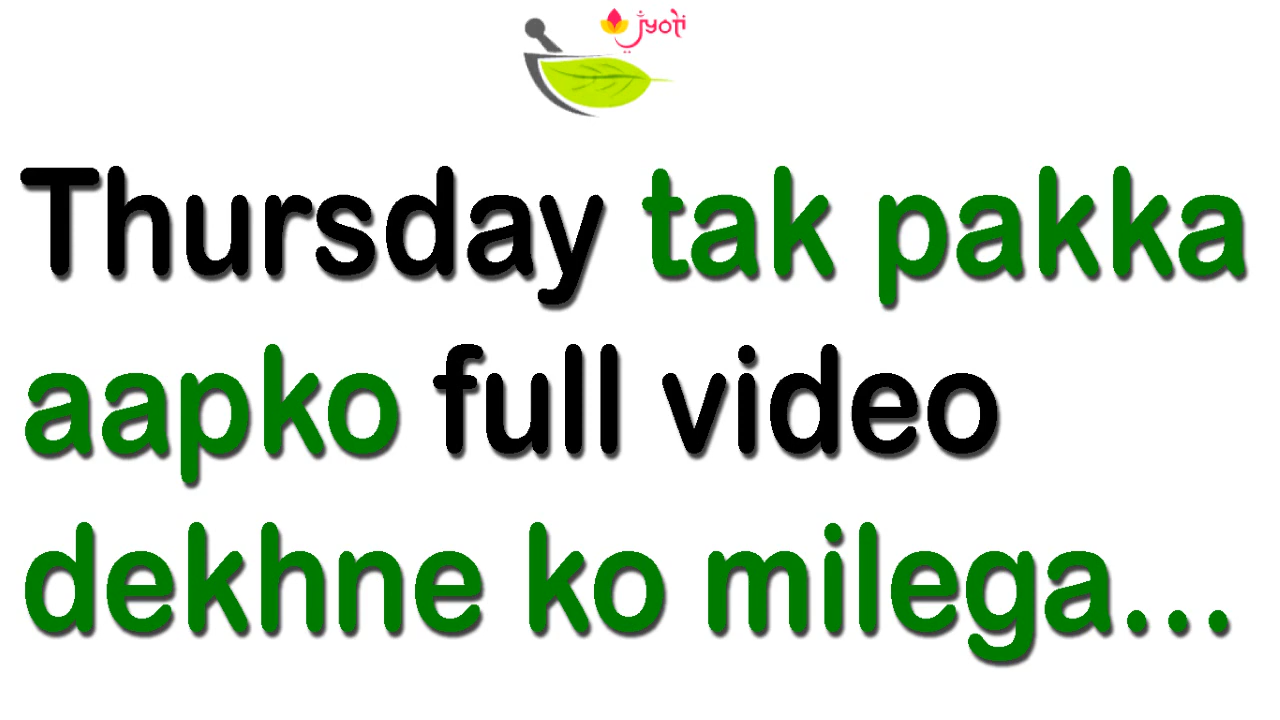 jyoti
Thursday tak pakka
aapko full video
dekhne ko milega...